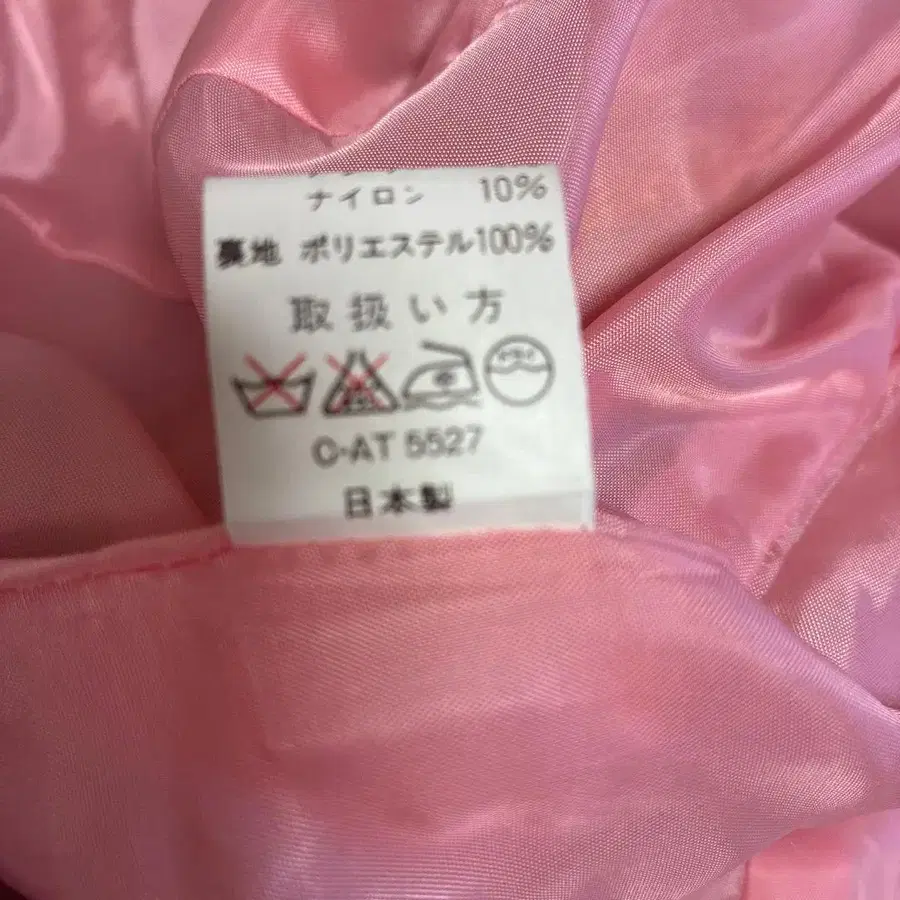 ナイロン 10%
裏地 ポリエステル100%
取扱い方
C-AT 5527
日本製